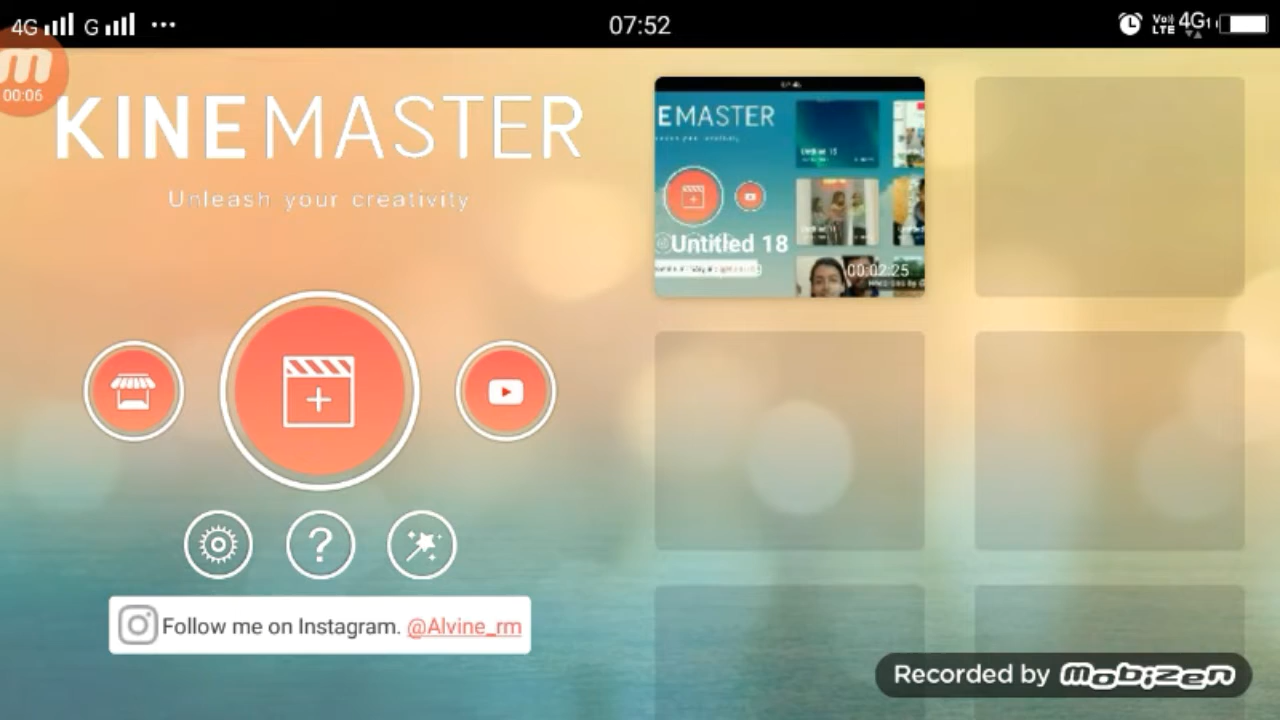 4G G ... 07:52 VoLTE 4G
m
00:06
KINEMASTER
Unleash your creativity
EMASTER
Untitled 18
00:02:25
?
Follow me on Instagram. @Alvine_rm
Recorded by mobizen